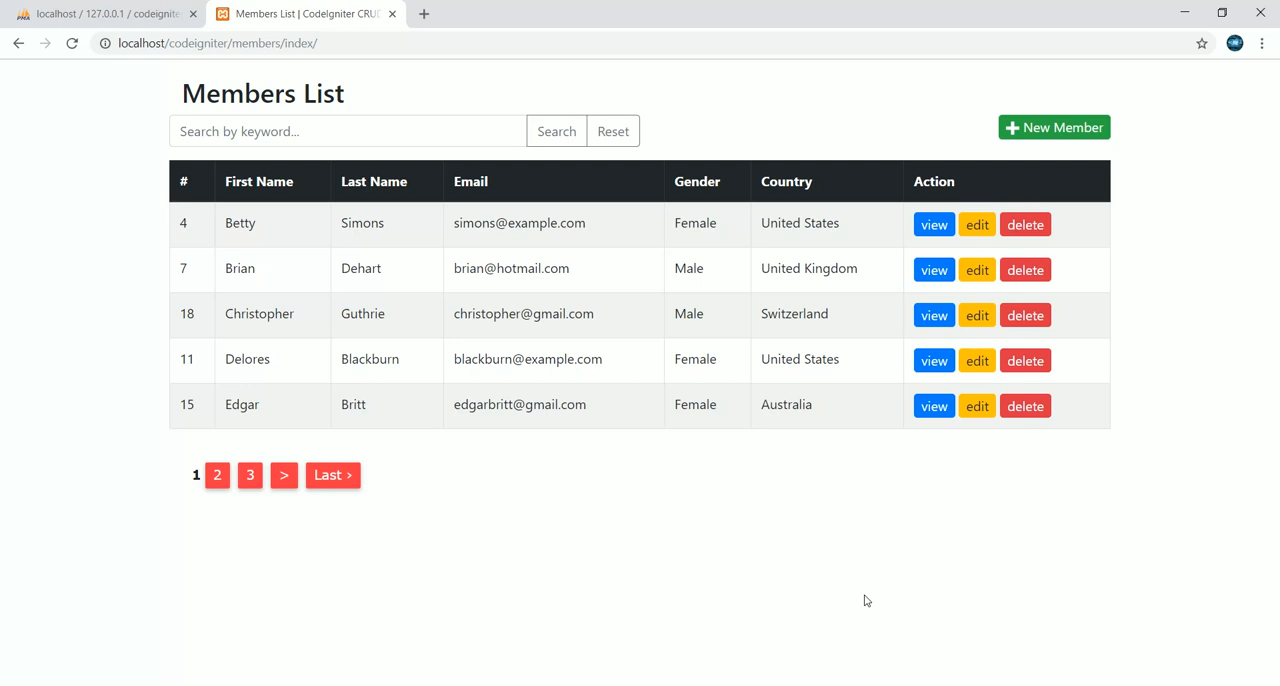 localhost / 127.0.0.1 / codeignite
Members List | CodeIgniter CRUD
localhost/codeigniter/members/index/
Members List
Search by keyword... Search Reset New Member
# First Name Last Name Email Gender Country Action
4 Betty Simons simons@example.com Female United States view edit delete
7 Brian Dehart brian@hotmail.com Male United Kingdom view edit delete
18 Christopher Guthrie christopher@gmail.com Male Switzerland view edit delete
11 Delores Blackburn blackburn@example.com Female United States view edit delete
15 Edgar Britt edgarbritt@gmail.com Female Australia view edit delete
1 2 3 > Last ›